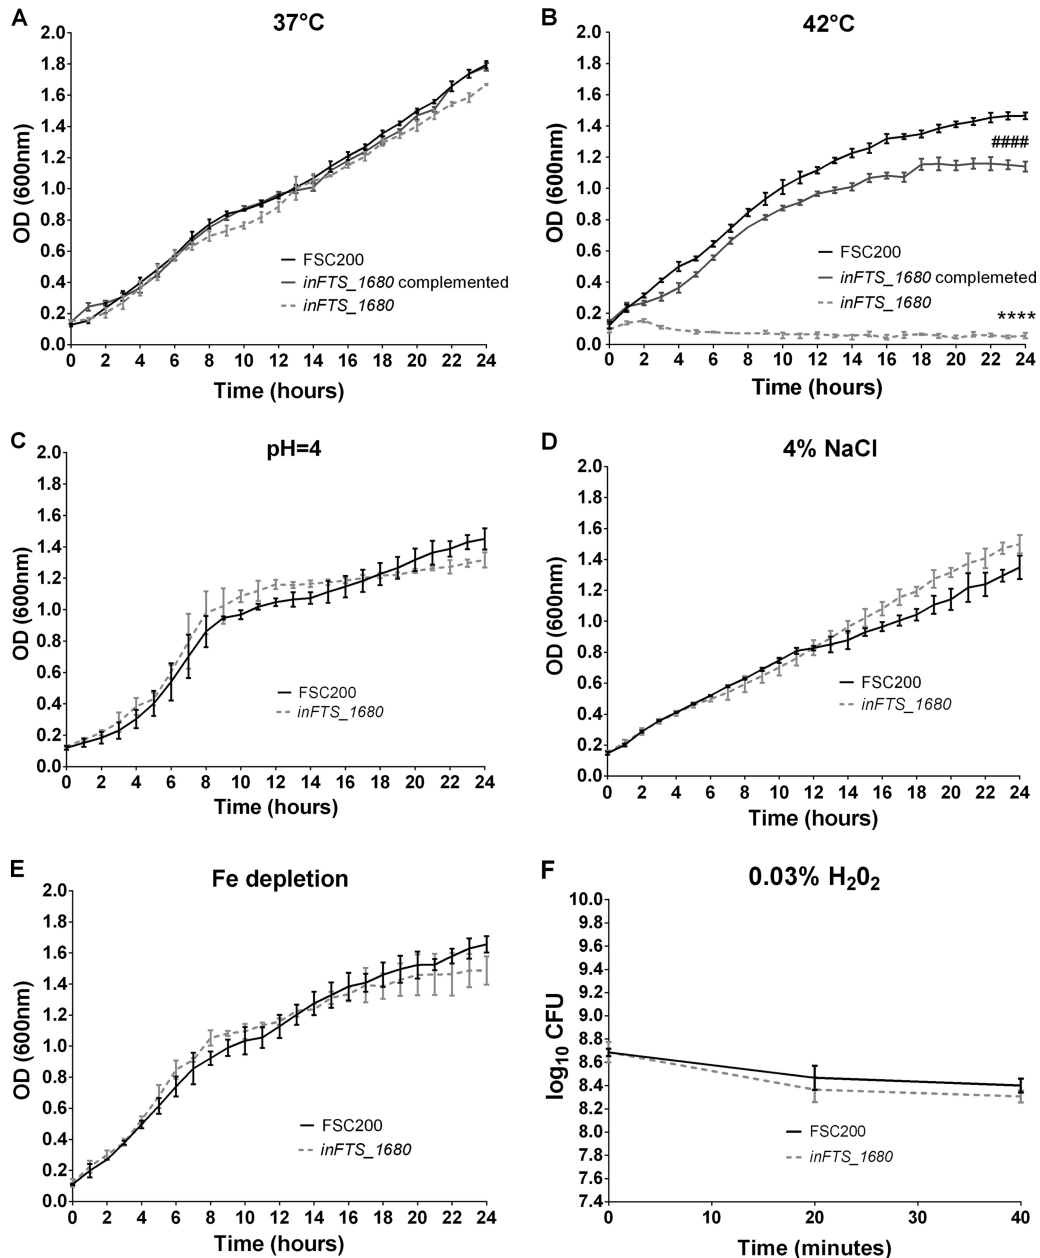 A
37°C
OD (600nm)
2.0
1.8
1.6
1.4
1.2
1.0
0.8
0.6
0.4
0.2
0.0
0 2 4 6 8 10 12 14 16 18 20 22 24
Time (hours)
FSC200
inFTS_1680 complemented
inFTS_1680
B
42°C
OD (600nm)
2.0
1.8
1.6
1.4
1.2
1.0
0.8
0.6
0.4
0.2
0.0
0 2 4 6 8 10 12 14 16 18 20 22 24
Time (hours)
####
FSC200
inFTS_1680 complemeted
inFTS_1680
****
C
pH=4
OD (600nm)
2.0
1.8
1.6
1.4
1.2
1.0
0.8
0.6
0.4
0.2
0.0
0 2 4 6 8 10 12 14 16 18 20 22 24
Time (hours)
FSC200
inFTS_1680
D
4% NaCl
OD (600nm)
2.0
1.8
1.6
1.4
1.2
1.0
0.8
0.6
0.4
0.2
0.0
0 2 4 6 8 10 12 14 16 18 20 22 24
Time (hours)
FSC200
inFTS_1680
E
Fe depletion
OD (600nm)
2.0
1.8
1.6
1.4
1.2
1.0
0.8
0.6
0.4
0.2
0.0
0 2 4 6 8 10 12 14 16 18 20 22 24
Time (hours)
FSC200
inFTS_1680
F
0.03% H₂0₂
log₁₀ CFU
10.0
9.8
9.6
9.4
9.2
9.0
8.8
8.6
8.4
8.2
8.0
7.8
7.6
7.4
0 10 20 30 40
Time (minutes)
FSC200
inFTS_1680